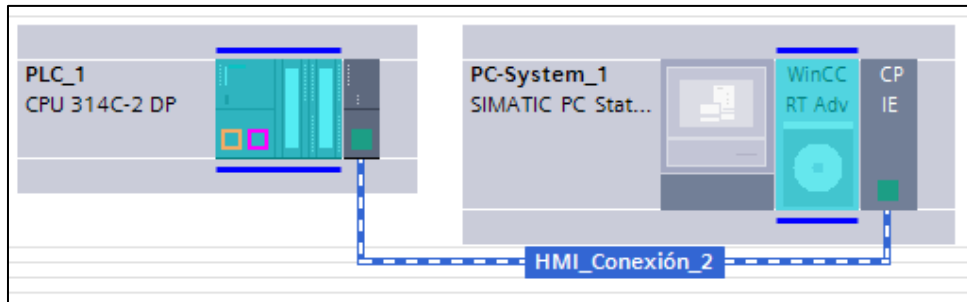 PLC_1
CPU 314C-2 DP
PC-System_1
SIMATIC PC Stat...
WinCC
RT Adv
CP
IE
HMI_Conexión_2